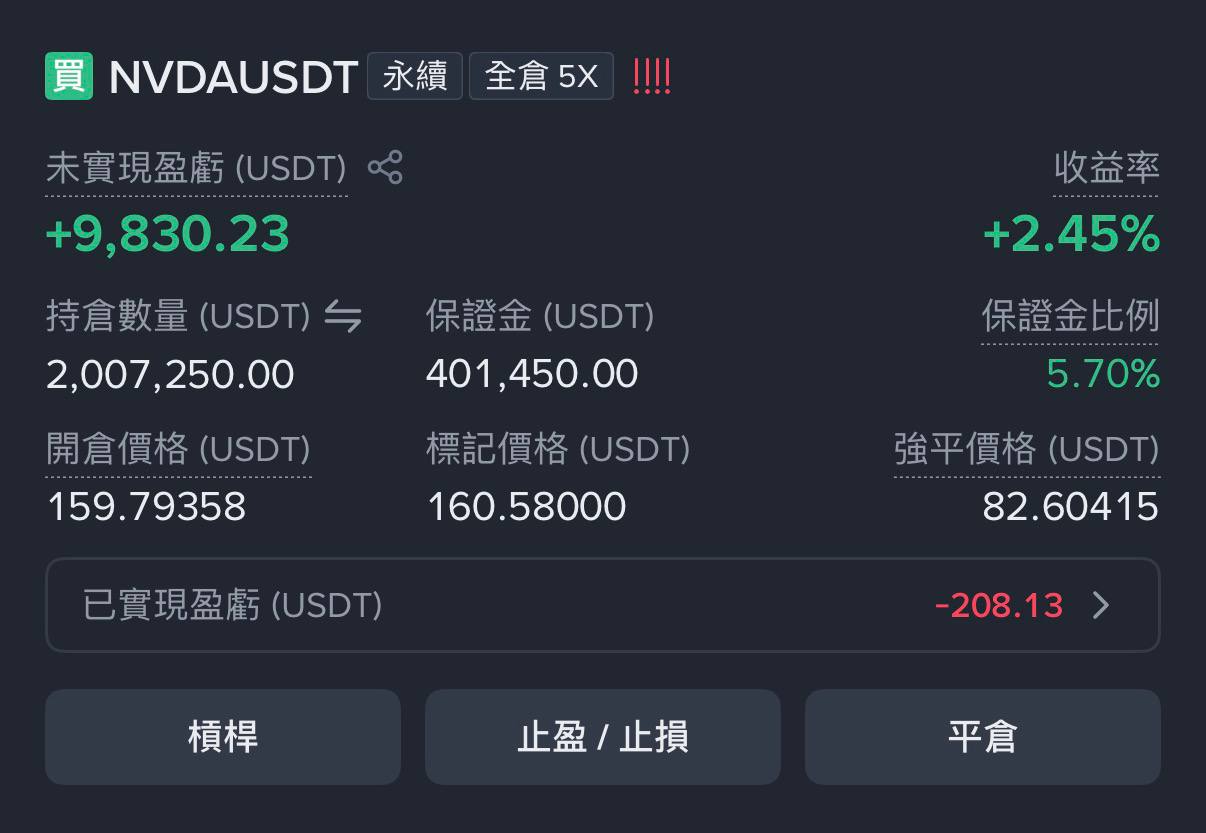 買 NVDAUSDT 永續 全倉 5X !!!!
未實現盈虧 (USDT) 收益率
+9,830.23 +2.45%
持倉數量 (USDT) 保證金 (USDT) 保證金比例
2,007,250.00 401,450.00 5.70%
開倉價格 (USDT) 標記價格 (USDT) 強平價格 (USDT)
159.79358 160.58000 82.60415
已實現盈虧 (USDT) -208.13
槓桿 止盈 / 止損 平倉